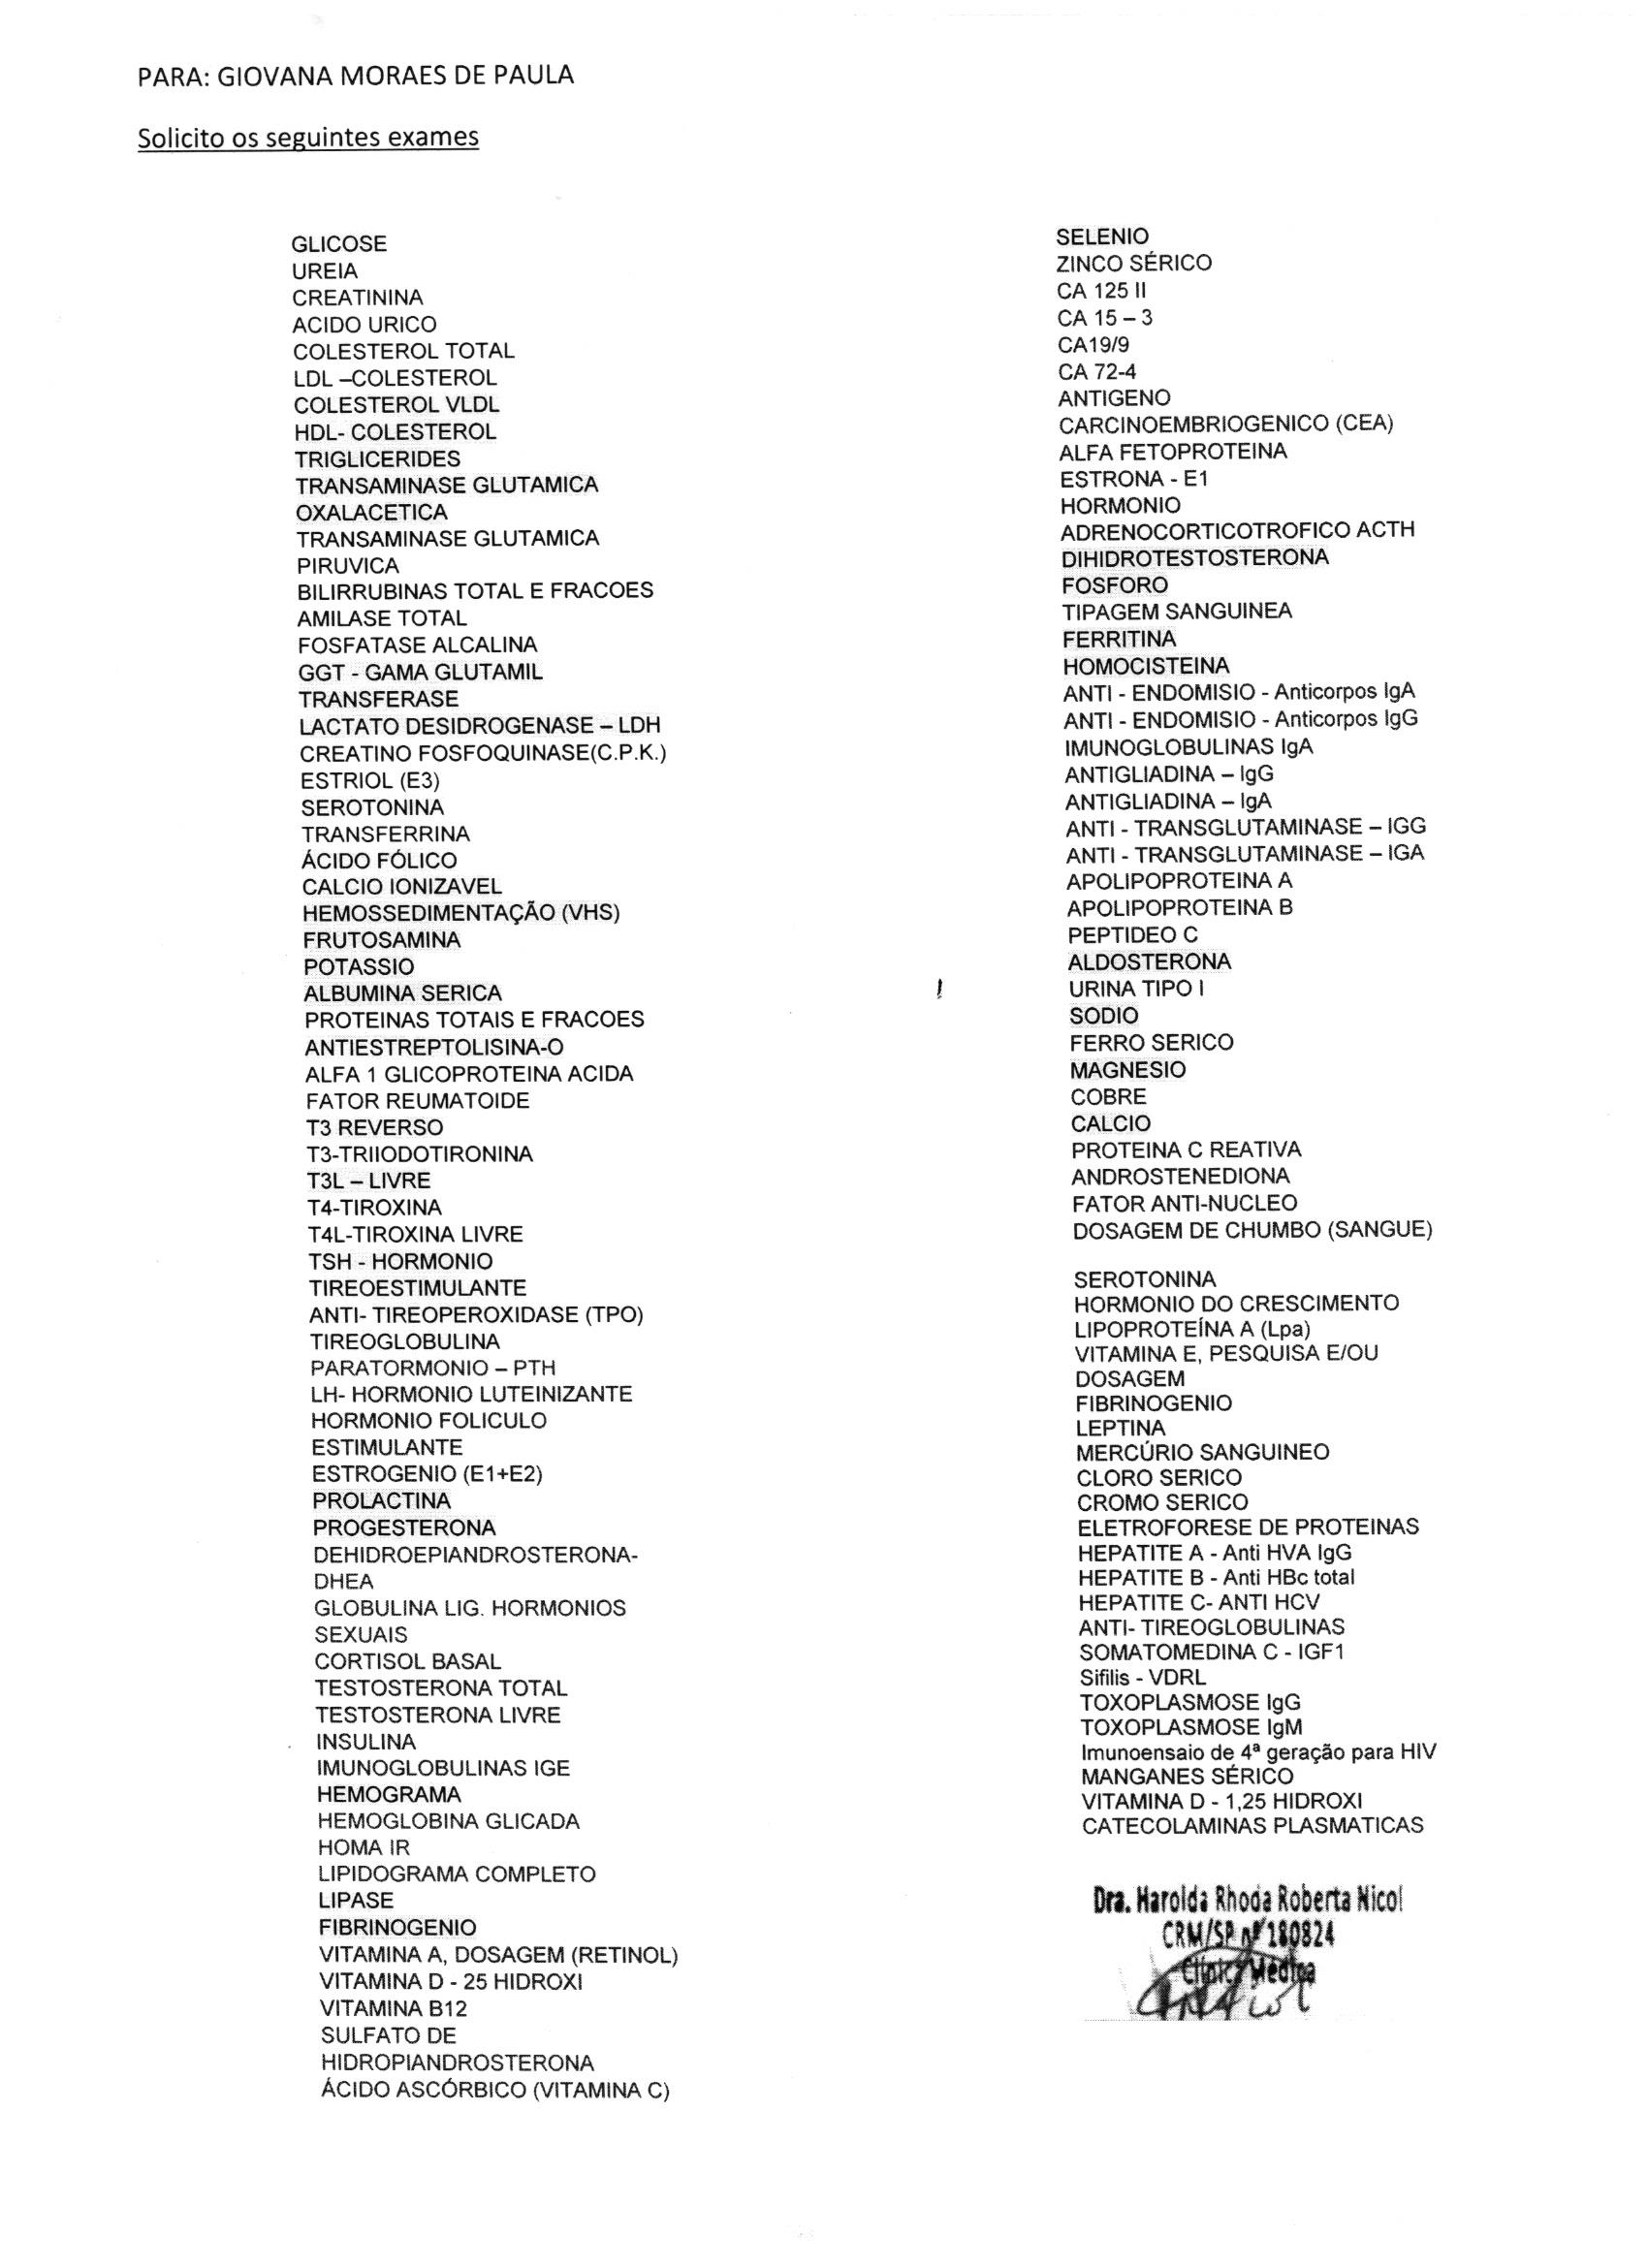 PARA: GIOVANA MORAES DE PAULA
Solicito os seguintes exames
GLICOSE
UREIA
CREATININA
ACIDO URICO
COLESTEROL TOTAL
LDL –COLESTEROL
COLESTEROL VLDL
HDL- COLESTEROL
TRIGLICERIDES
TRANSAMINASE GLUTAMICA
OXALACETICA
TRANSAMINASE GLUTAMICA
PIRUVICA
BILIRRUBINAS TOTAL E FRACOES
AMILASE TOTAL
FOSFATASE ALCALINA
GGT - GAMA GLUTAMIL
TRANSFERASE
LACTATO DESIDROGENASE – LDH
CREATINO FOSFOQUINASE(C.P.K.)
ESTRIOL (E3)
SEROTONINA
TRANSFERRINA
ÁCIDO FÓLICO
CALCIO IONIZAVEL
HEMOSSEDIMENTAÇÃO (VHS)
FRUTOSAMINA
POTASSIO
ALBUMINA SERICA
PROTEINAS TOTAIS E FRACOES
ANTIESTREPTOLISINA-O
ALFA 1 GLICOPROTEINA ACIDA
FATOR REUMATOIDE
T3 REVERSO
T3-TRIIODOTIRONINA
T3L – LIVRE
T4-TIROXINA
T4L-TIROXINA LIVRE
TSH - HORMONIO
TIREOESTIMULANTE
ANTI- TIREOPEROXIDASE (TPO)
TIREOGLOBULINA
PARATORMONIO – PTH
LH- HORMONIO LUTEINIZANTE
HORMONIO FOLICULO
ESTIMULANTE
ESTROGENIO (E1+E2)
PROLACTINA
PROGESTERONA
DEHIDROEPIANDROSTERONA-
DHEA
GLOBULINA LIG. HORMONIOS
SEXUAIS
CORTISOL BASAL
TESTOSTERONA TOTAL
TESTOSTERONA LIVRE
INSULINA
IMUNOGLOBULINAS IGE
HEMOGRAMA
HEMOGLOBINA GLICADA
HOMA IR
LIPIDOGRAMA COMPLETO
LIPASE
FIBRINOGENIO
VITAMINA A, DOSAGEM (RETINOL)
VITAMINA D - 25 HIDROXI
VITAMINA B12
SULFATO DE
HIDROPIANDROSTERONA
ÁCIDO ASCÓRBICO (VITAMINA C)
SELENIO
ZINCO SÉRICO
CA 125 II
CA 15 – 3
CA19/9
CA 72-4
ANTIGENO
CARCINOEMBRIOGENICO (CEA)
ALFA FETOPROTEINA
ESTRONA - E1
HORMONIO
ADRENOCORTICOTROFICO ACTH
DIHIDROTESTOSTERONA
FOSFORO
TIPAGEM SANGUINEA
FERRITINA
HOMOCISTEINA
ANTI - ENDOMISIO - Anticorpos IgA
ANTI - ENDOMISIO - Anticorpos IgG
IMUNOGLOBULINAS IgA
ANTIGLIADINA – IgG
ANTIGLIADINA – IgA
ANTI - TRANSGLUTAMINASE – IGG
ANTI - TRANSGLUTAMINASE – IGA
APOLIPOPROTEINA A
APOLIPOPROTEINA B
PEPTIDEO C
ALDOSTERONA
URINA TIPO I
SODIO
FERRO SERICO
MAGNESIO
COBRE
CALCIO
PROTEINA C REATIVA
ANDROSTENEDIONA
FATOR ANTI-NUCLEO
DOSAGEM DE CHUMBO (SANGUE)
SEROTONINA
HORMONIO DO CRESCIMENTO
LIPOPROTEÍNA A (Lpa)
VITAMINA E, PESQUISA E/OU
DOSAGEM
FIBRINOGENIO
LEPTINA
MERCÚRIO SANGUINEO
CLORO SERICO
CROMO SERICO
ELETROFORESE DE PROTEINAS
HEPATITE A - Anti HVA IgG
HEPATITE B - Anti HBc total
HEPATITE C- ANTI HCV
ANTI- TIREOGLOBULINAS
SOMATOMEDINA C - IGF1
Sifilis - VDRL
TOXOPLASMOSE IgG
TOXOPLASMOSE IgM
Imunoensaio de 4ª geração para HIV
MANGANES SÉRICO
VITAMINA D - 1,25 HIDROXI
CATECOLAMINAS PLASMATICAS
Dra. Harolda Rhoda Roberta Nicol
CRM/SP nº 180824
Clínica Médica